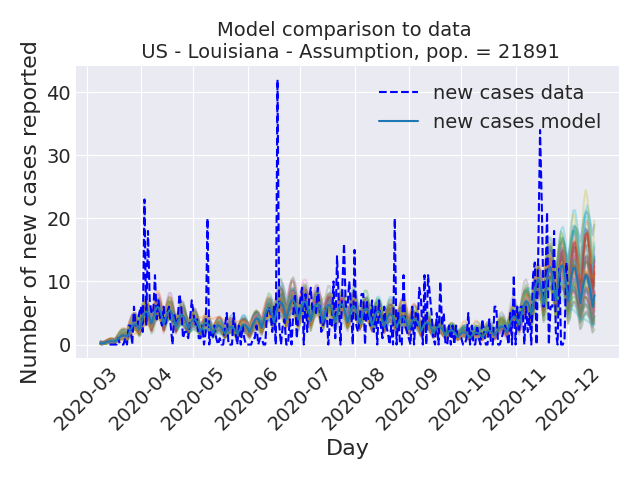 Model comparison to data
US - Louisiana - Assumption, pop. = 21891
Number of new cases reported
40
30
20
10
0
new cases data
new cases model
2020-03
2020-04
2020-05
2020-06
2020-07
2020-08
2020-09
2020-10
2020-11
2020-12
Day